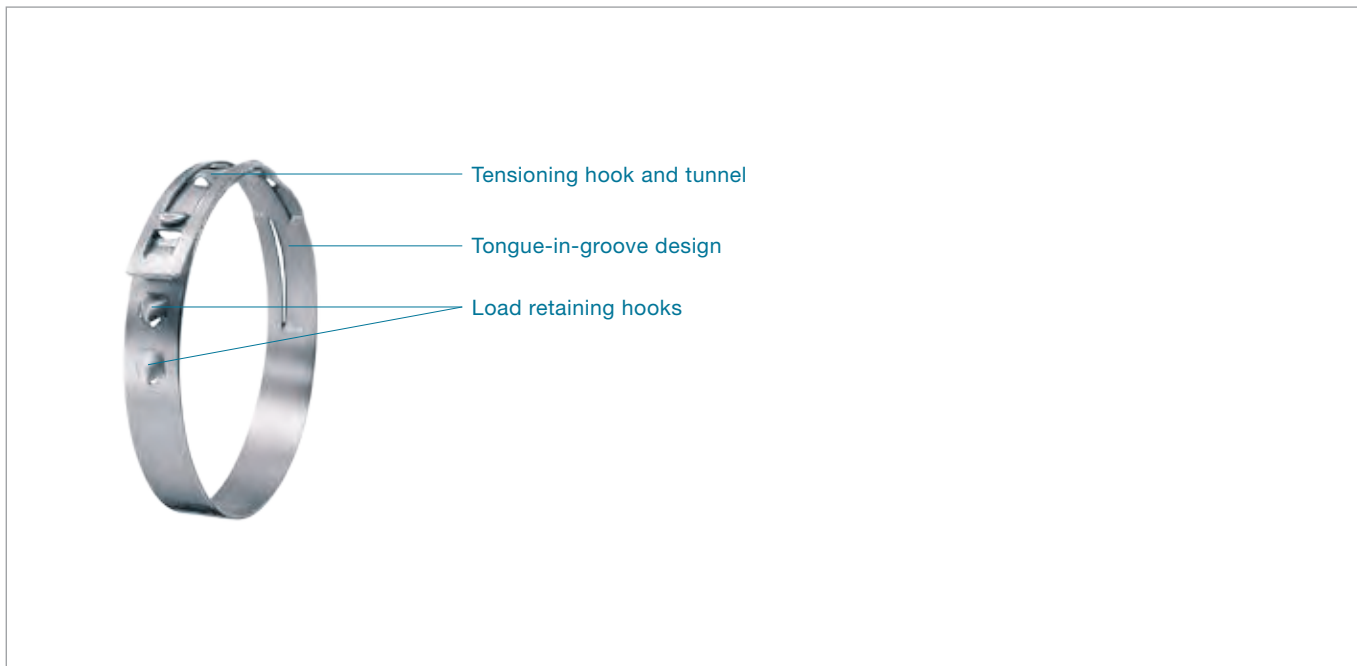 Tensioning hook and tunnel
Tongue-in-groove design
Load retaining hooks